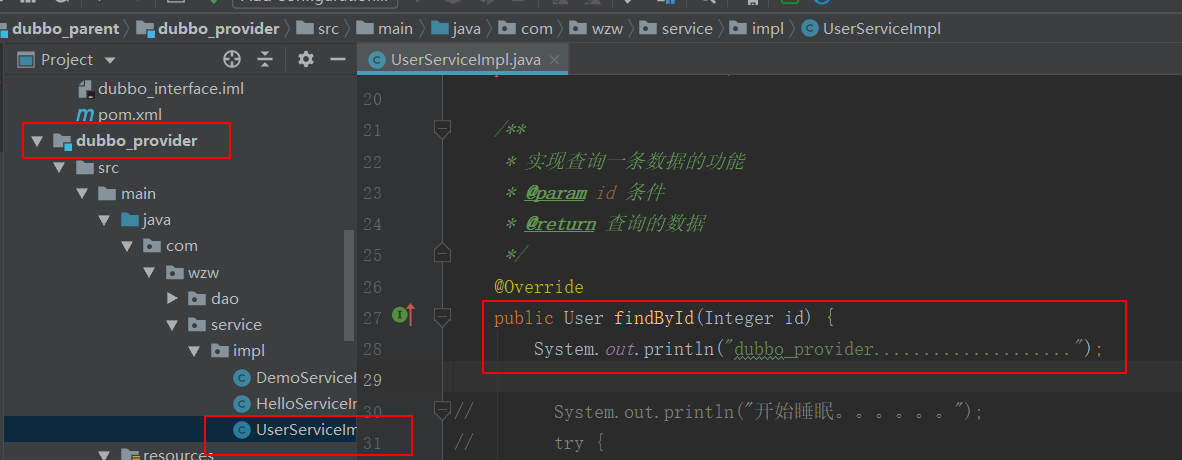 dubbo_parent dubbo_provider src main java com wzw service impl UserServiceImpl
Project
UserServiceImpl.java
dubbo_interface.iml
pom.xml
dubbo_provider
src
main
java
com
wzw
dao
service
impl
DemoServiceI
HelloServiceIm
UserServiceIm
resources
20
21 /**
22 * 实现查询一条数据的功能
23 * @param id 条件
24 * @return 查询的数据
25 */
26 @Override
27 public User findById(Integer id) {
28 System.out.println("dubbo_provider....................");
29
30 // System.out.println("开始睡眠。。。。。。");
31 // try {